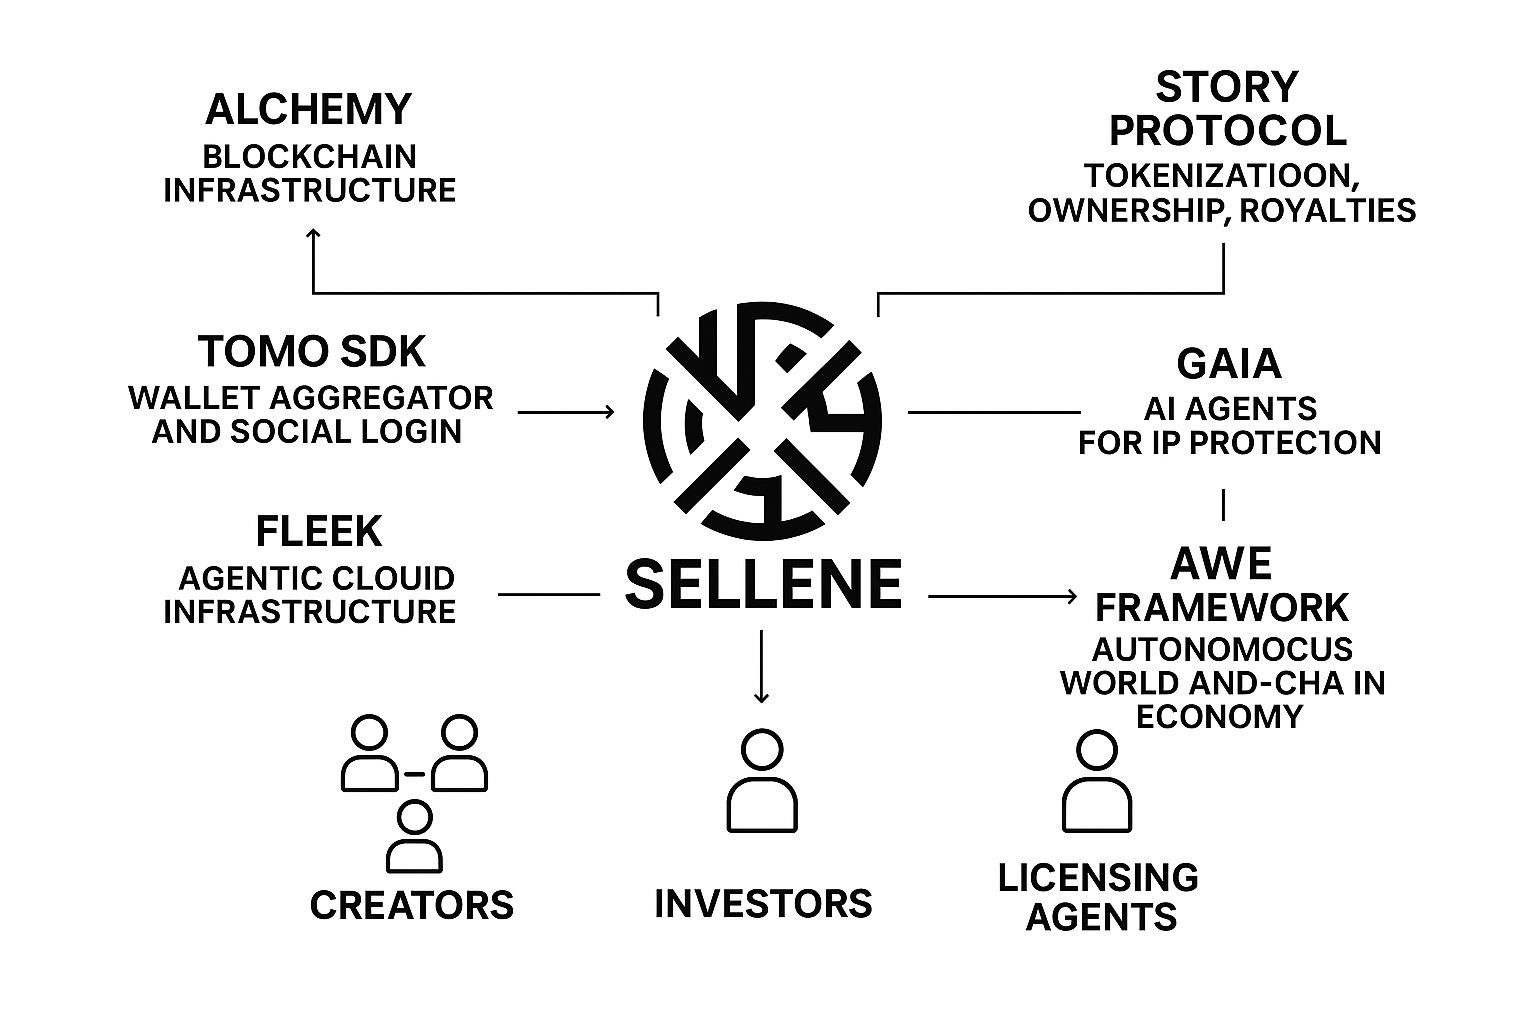 ALCHEMY
BLOCKCHAIN
INFRASTRUCTURE
STORY
PROTOCOL
TOKENIZATIOON,
OWNERSHIP, ROYALTIES
TOMO SDK
WALLET AGGREGATOR
AND SOCIAL LOGIN
GAIA
AI AGENTS
FOR IP PROTEC1ON
FLEEK
AGENTIC CLOUID
INFRASTRUCTURE
SELLENE
AWE
FRAMEWORK
AUTONOMOCUS
WORLD AND-CHA IN
ECONOMY
CREATORS
INVESTORS
LICENSING
AGENTS